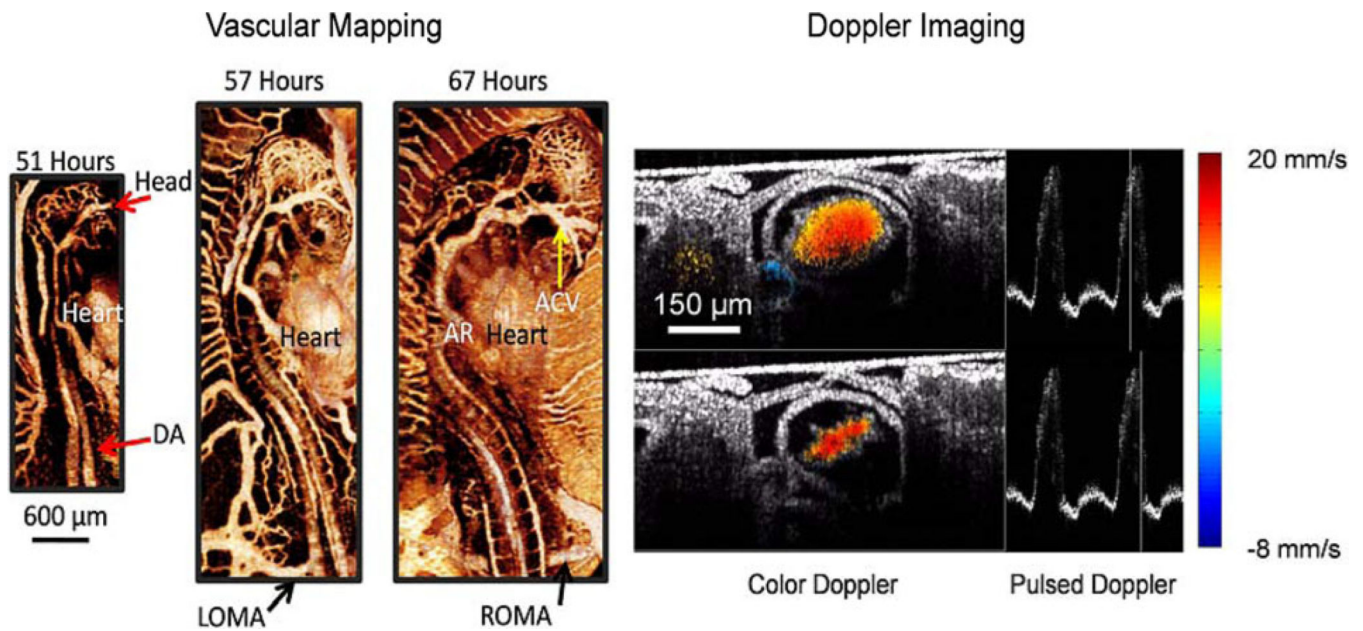 Vascular Mapping
Doppler Imaging
57 Hours
67 Hours
51 Hours
Head
Heart
DA
600 µm
Heart
LOMA
ACV
AR
Heart
ROMA
150 µm
20 mm/s
-8 mm/s
Color Doppler
Pulsed Doppler